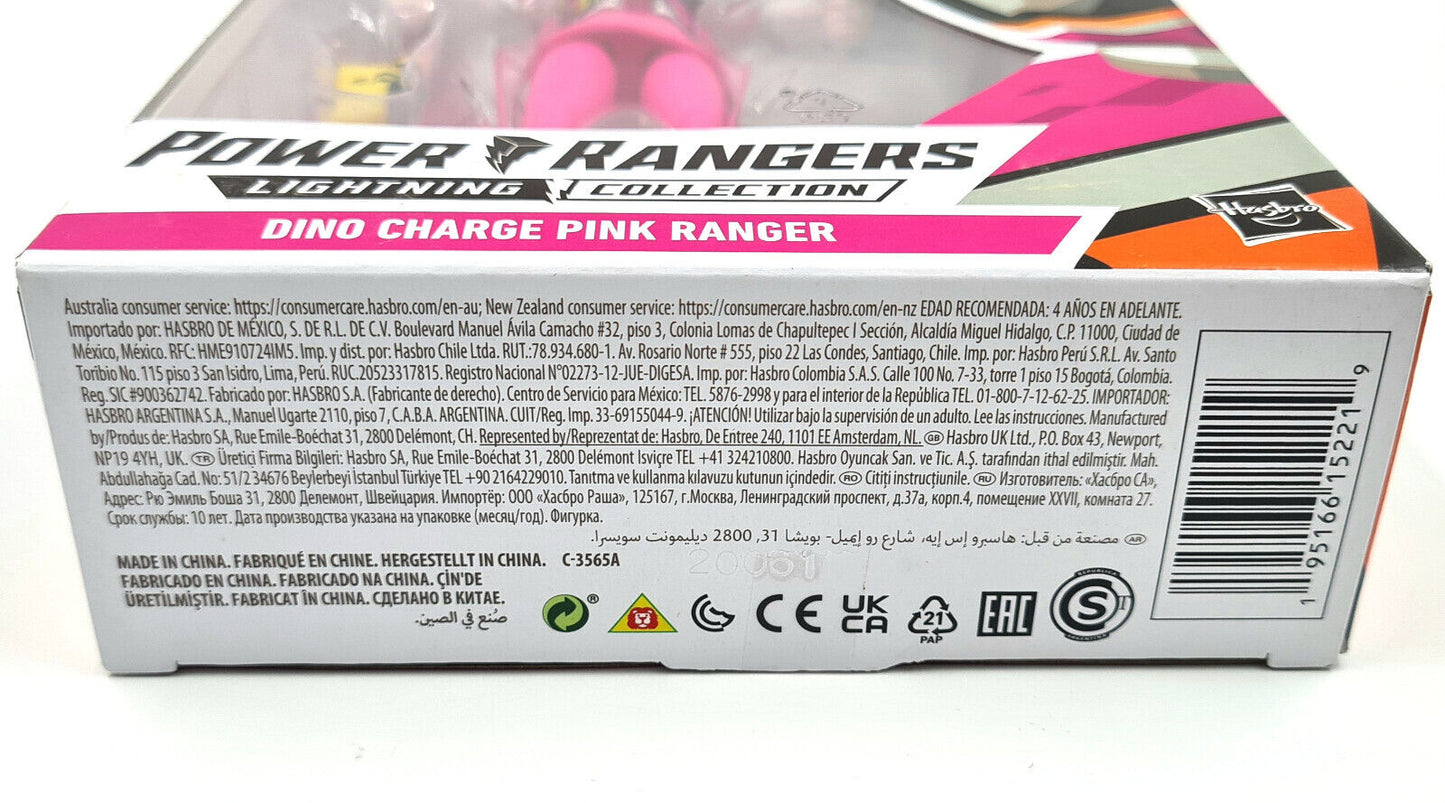 POWER RANGERS
LIGHTNING COLLECTION
DINO CHARGE PINK RANGER
Hasbro
Australia consumer service: https://consumercare.hasbro.com/en-au; New Zealand consumer service: https://consumercare.hasbro.com/en-nz EDAD RECOMENDADA: 4 AÑOS EN ADELANTE.
Importado por: HASBRO DE MÉXICO, S. DE R.L. DE C.V. Boulevard Manuel Ávila Camacho #32, piso 3, Colonia Lomas de Chapultepec I Sección, Alcaldía Miguel Hidalgo, C.P. 11000, Ciudad de
México, México. RFC: HME910724IM5. Imp. y dist. por: Hasbro Chile Ltda. RUT.:78.934.680-1. Av. Rosario Norte # 555, piso 22 Las Condes, Santiago, Chile. Imp. por: Hasbro Perú S.R.L. Av. Santo
Toribio No. 115 piso 3 San Isidro, Lima, Perú. RUC.20523317815. Registro Nacional N°02273-12-JUE-DIGESA. Imp. por: Hasbro Colombia S.A.S. Calle 100 No. 7-33, torre 1 piso 15 Bogotá, Colombia.
Reg. SIC #900362742. Fabricado por: HASBRO S.A. (Fabricante de derecho). Centro de Servicio para México: TEL. 5876-2998 y para el interior de la República TEL. 01-800-7-12-62-25. IMPORTADOR:
HASBRO ARGENTINA S.A., Manuel Ugarte 2110, piso 7, C.A.B.A. ARGENTINA. CUIT/Reg. Imp. 33-69155044-9. ¡ATENCIÓN! Utilizar bajo la supervisión de un adulto. Lee las instrucciones. Manufactured
by/Produs de: Hasbro SA, Rue Emile-Boéchat 31, 2800 Delémont, CH. Represented by/Reprezentat de: Hasbro, De Entree 240, 1101 EE Amsterdam, NL. GB Hasbro UK Ltd., P.O. Box 43, Newport,
NP19 4YH, UK. TR Üretici Firma Bilgileri: Hasbro SA, Rue Emile-Boéchat 31, 2800 Delémont İsviçre TEL +41 324210800. Hasbro Oyuncak San. ve Tic. A.Ş. tarafından ithal edilmiştir. Mah.
Abdullahağa Cad. No: 51/2 34676 Beylerbeyi İstanbul Türkiye TEL +90 2164229010. Tanıtma ve kullanma kılavuzu kutunun içindedir. RO Citiți instrucțiunile. RU Изготовитель: «Хасбро СА»,
Адрес: Рю Эмиль Боша 31, 2800 Делемонт, Швейцария. Импортёр: ООО «Хасбро Раша», 125167, г.Москва, Ленинградский проспект, д.37а, корп.4, помещение XXVII, комната 27.
Срок службы: 10 лет. Дата производства указана на упаковке (месяц/год). Фигурка.
AR مصنعة من قبل: هاسبرو إس إيه، شارع رو إميل- بويشا 31, 2800 ديليمونت سويسرا.
20061
MADE IN CHINA. FABRIQUÉ EN CHINE. HERGESTELLT IN CHINA. C-3565A
FABRICADO EN CHINA. FABRICADO NA CHINA. ÇİN'DE
ÜRETİLMİŞTİR. FABRICAT ÎN CHINA. СДЕЛАНО В КИТАЕ.
صُنع في الصين.
®
CE
UK
CA
21
PAP
EAC
REPUBLICA
S II
ARGENTINA
1 95166 15221 9